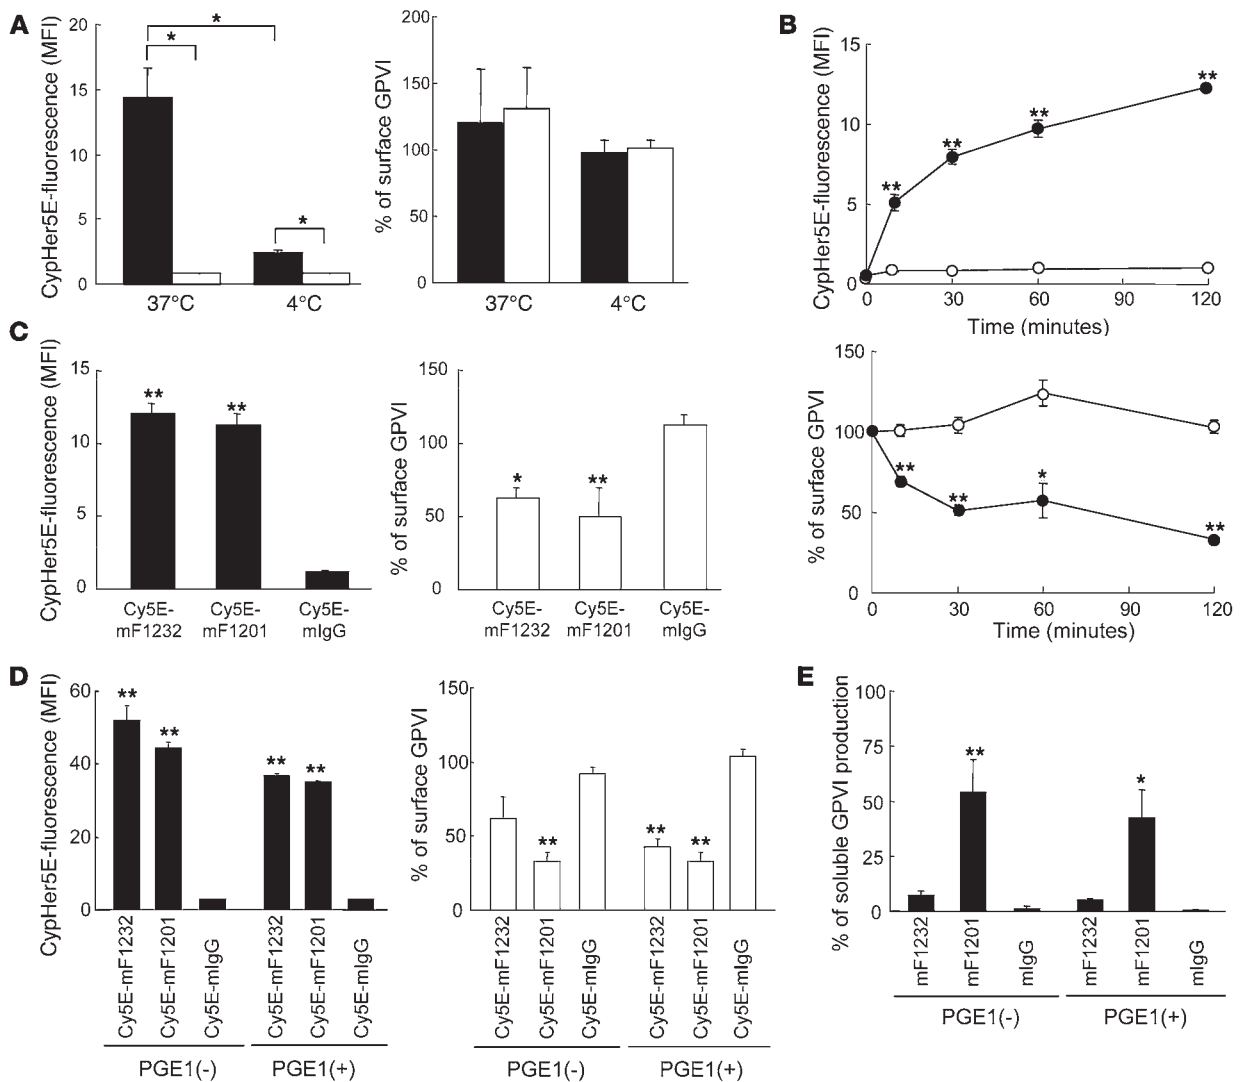 A
CypHer5E-fluorescence (MFI)
20
15
10
5
0
*
*
*
37°C
4°C
% of surface GPVI
200
150
100
50
0
37°C
4°C
B
CypHer5E-fluorescence (MFI)
15
10
5
0
**
**
**
**
0
30
60
90
120
Time (minutes)
% of surface GPVI
150
100
50
0
**
**
*
**
0
30
60
90
120
Time (minutes)
C
CypHer5E-fluorescence (MFI)
15
10
5
0
**
**
Cy5E-
mF1232
Cy5E-
mF1201
Cy5E-
mIgG
% of surface GPVI
150
100
50
0
*
**
Cy5E-
mF1232
Cy5E-
mF1201
Cy5E-
mIgG
D
CypHer5E-fluorescence (MFI)
60
40
20
0
**
**
**
**
Cy5E-mF1232
Cy5E-mF1201
Cy5E-mIgG
Cy5E-mF1232
Cy5E-mF1201
Cy5E-mIgG
PGE1(-)
PGE1(+)
% of surface GPVI
150
100
50
0
**
**
**
Cy5E-mF1232
Cy5E-mF1201
Cy5E-mIgG
Cy5E-mF1232
Cy5E-mF1201
Cy5E-mIgG
PGE1(-)
PGE1(+)
E
% of soluble GPVI production
100
75
50
25
0
**
*
mF1232
mF1201
mIgG
mF1232
mF1201
mIgG
PGE1(-)
PGE1(+)